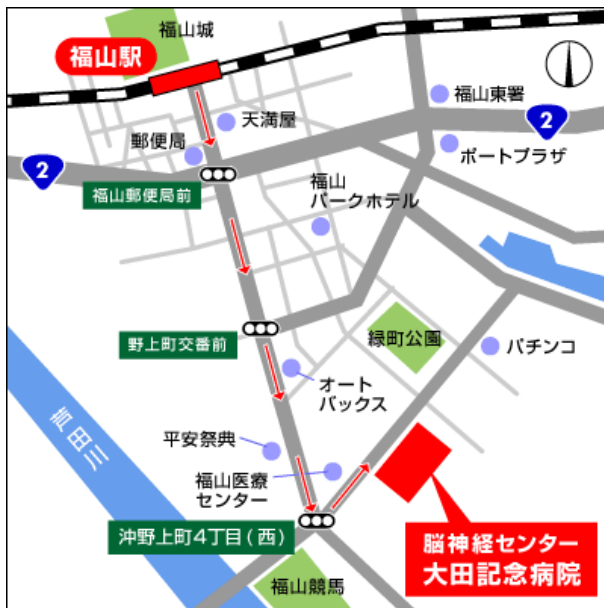 福山城
福山駅
福山東署
2
天満屋
郵便局
ポートプラザ
2
福山郵便局前
福山
パークホテル
野上町交番前
緑町公園
パチンコ
オート
バックス
芦田川
平安祭典
福山医療
センター
沖野上町4丁目(西)
脳神経センター
大田記念病院
福山競馬